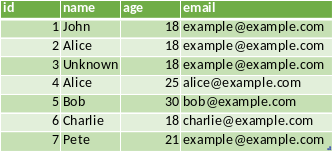 id name age email
1 John 18 example@example.com
2 Alice 18 example@example.com
3 Unknown 18 example@example.com
4 Alice 25 alice@example.com
5 Bob 30 bob@example.com
6 Charlie 18 charlie@example.com
7 Pete 21 example@example.com